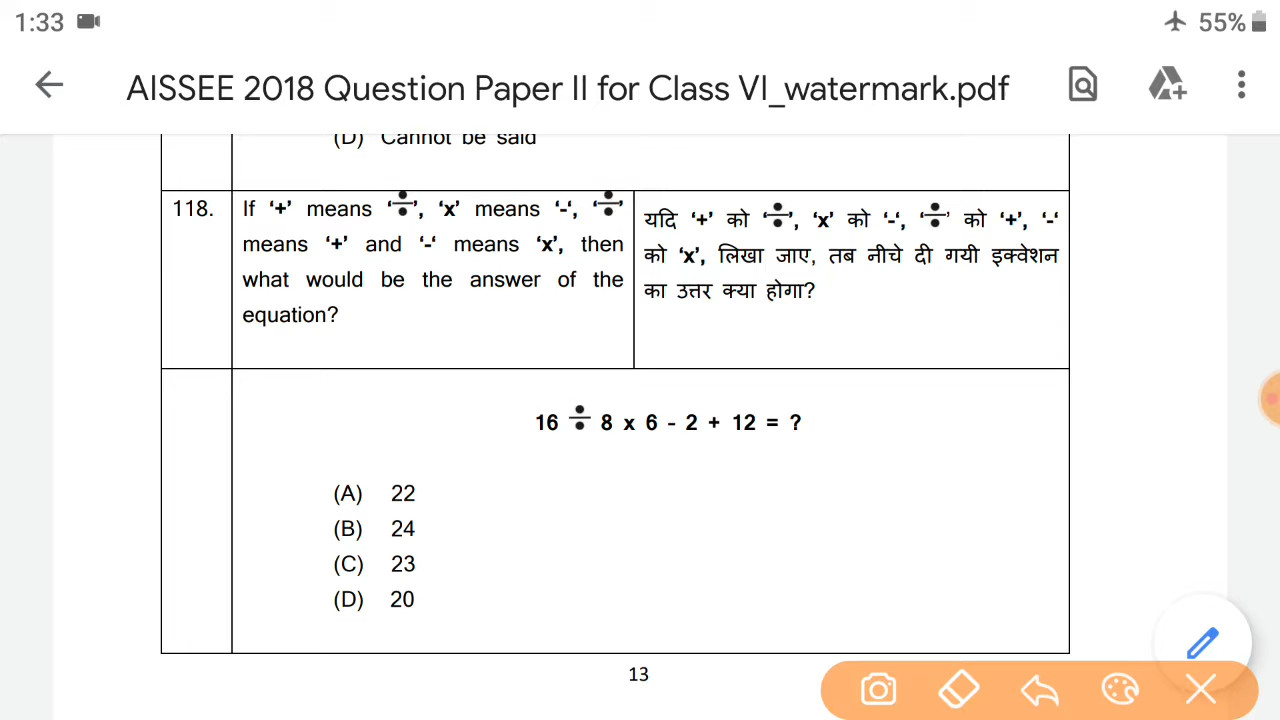 1:33
55%
AISSEE 2018 Question Paper II for Class VI_watermark.pdf
(D) Cannot be said
118.
If ‘+’ means ‘÷’, ‘x’ means ‘-‘, ‘÷’
means ‘+’ and ‘-‘ means ‘x’, then
what would be the answer of the
equation?
यदि ‘+’ को ‘÷’, ‘x’ को ‘-‘, ‘÷’ को ‘+’, ‘-‘
को ‘x’, लिखा जाए, तब नीचे दी गयी इक्वेशन
का उत्तर क्या होगा?
16 ÷ 8 x 6 - 2 + 12 = ?
(A) 22
(B) 24
(C) 23
(D) 20
13